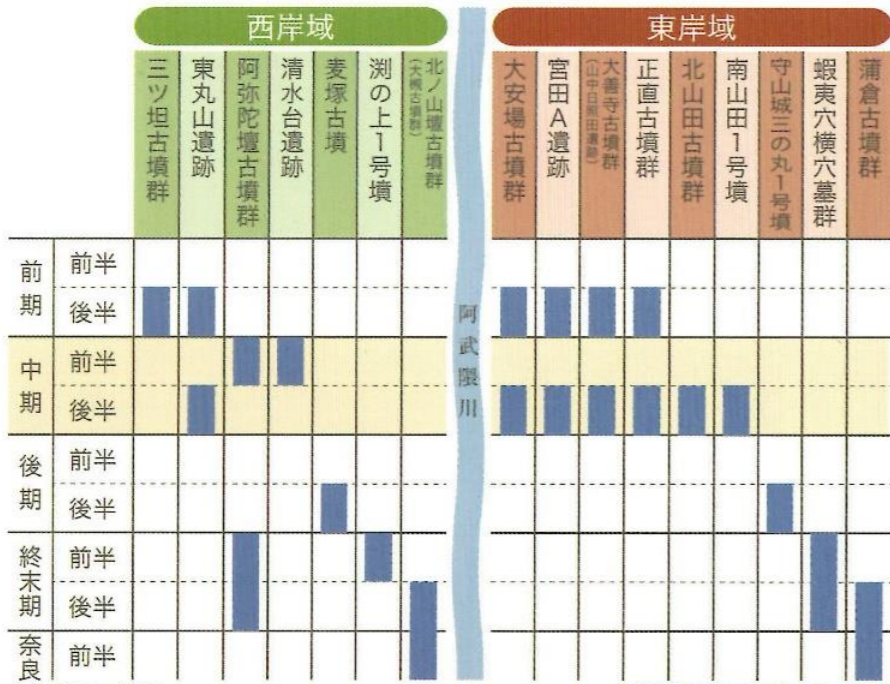 西岸域
東岸域
三ツ坦古墳群
東丸山遺跡
阿弥陀壇古墳群
清水台遺跡
麦塚古墳
渕の上1号墳
北ノ山壇古墳群
(大槻古墳群)
大安場古墳群
宮田A遺跡
大善寺古墳群
(山中日照田遺跡)
正直古墳群
北山田古墳群
南山田1号墳
守山城三の丸1号墳
蝦夷穴横穴墓群
蒲倉古墳群
阿武隈川
前期
前半
後半
中期
前半
後半
後期
前半
後半
終末期
前半
後半
奈良
前半